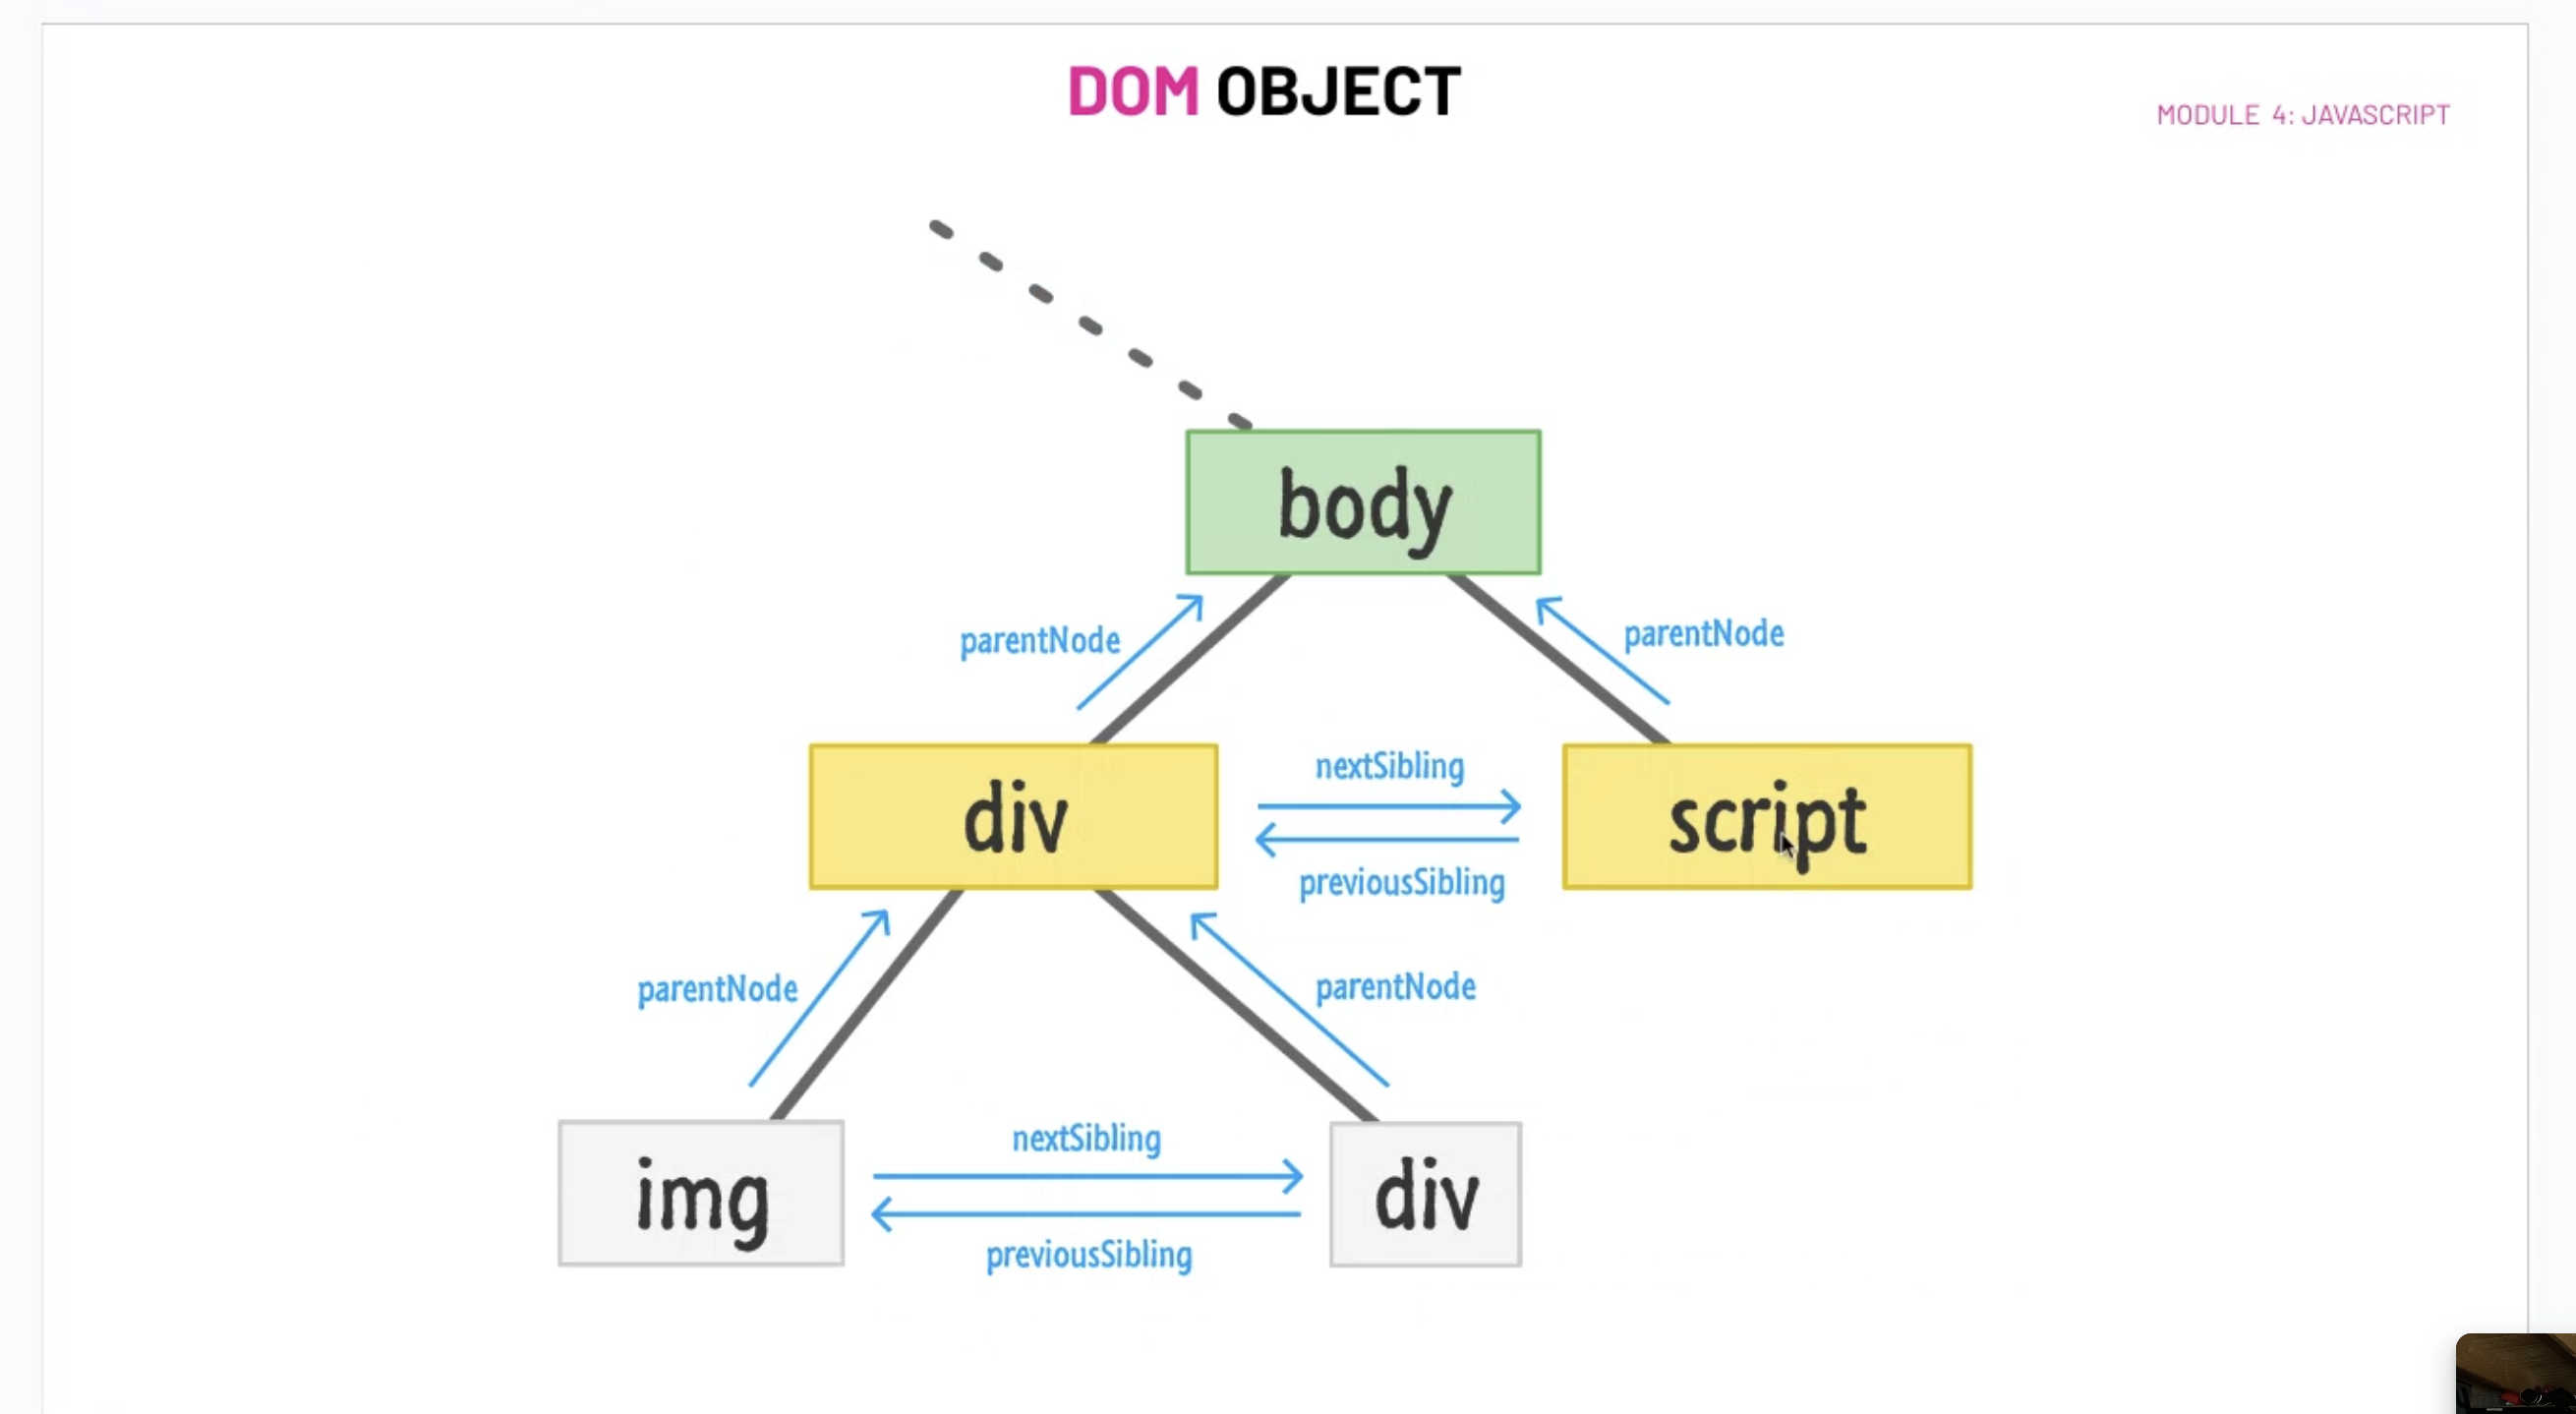 DOM OBJECT
MODULE 4: JAVASCRIPT
body
parentNode
parentNode
div
nextSibling
previousSibling
script
parentNode
parentNode
img
nextSibling
previousSibling
div